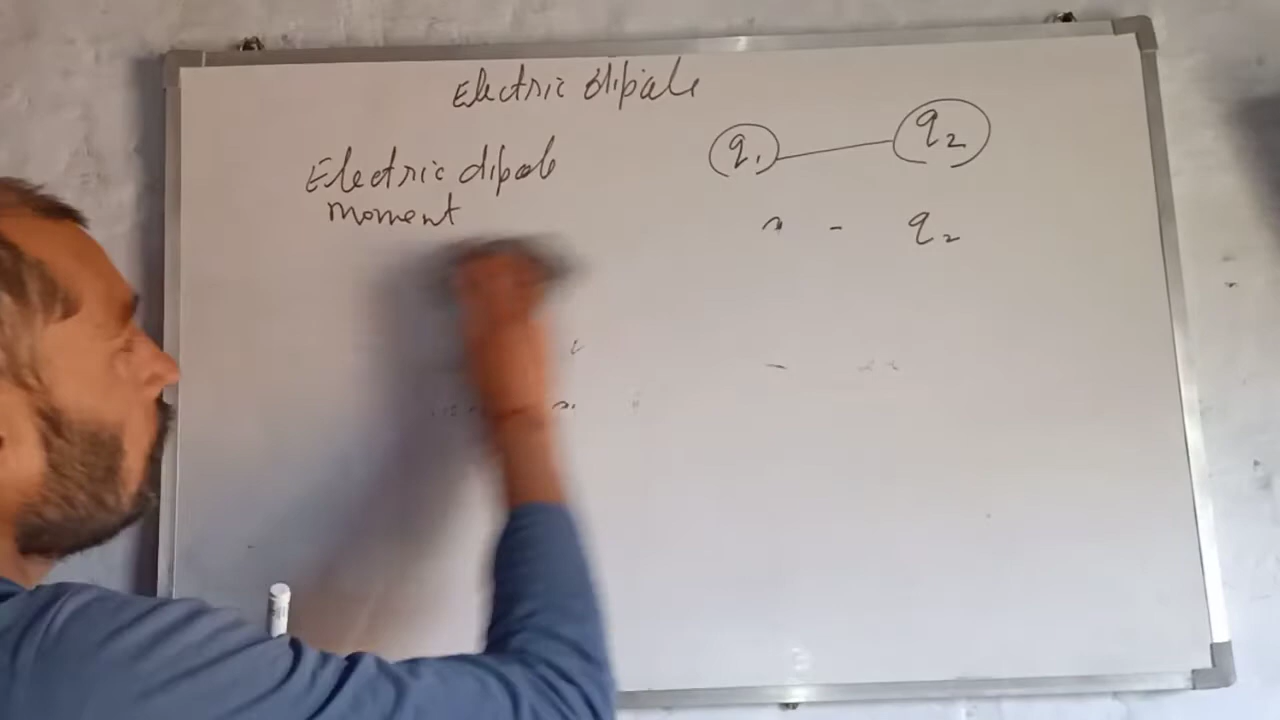 Electric dipole
Electric dipole
moment
q₁ q₂
- q₂